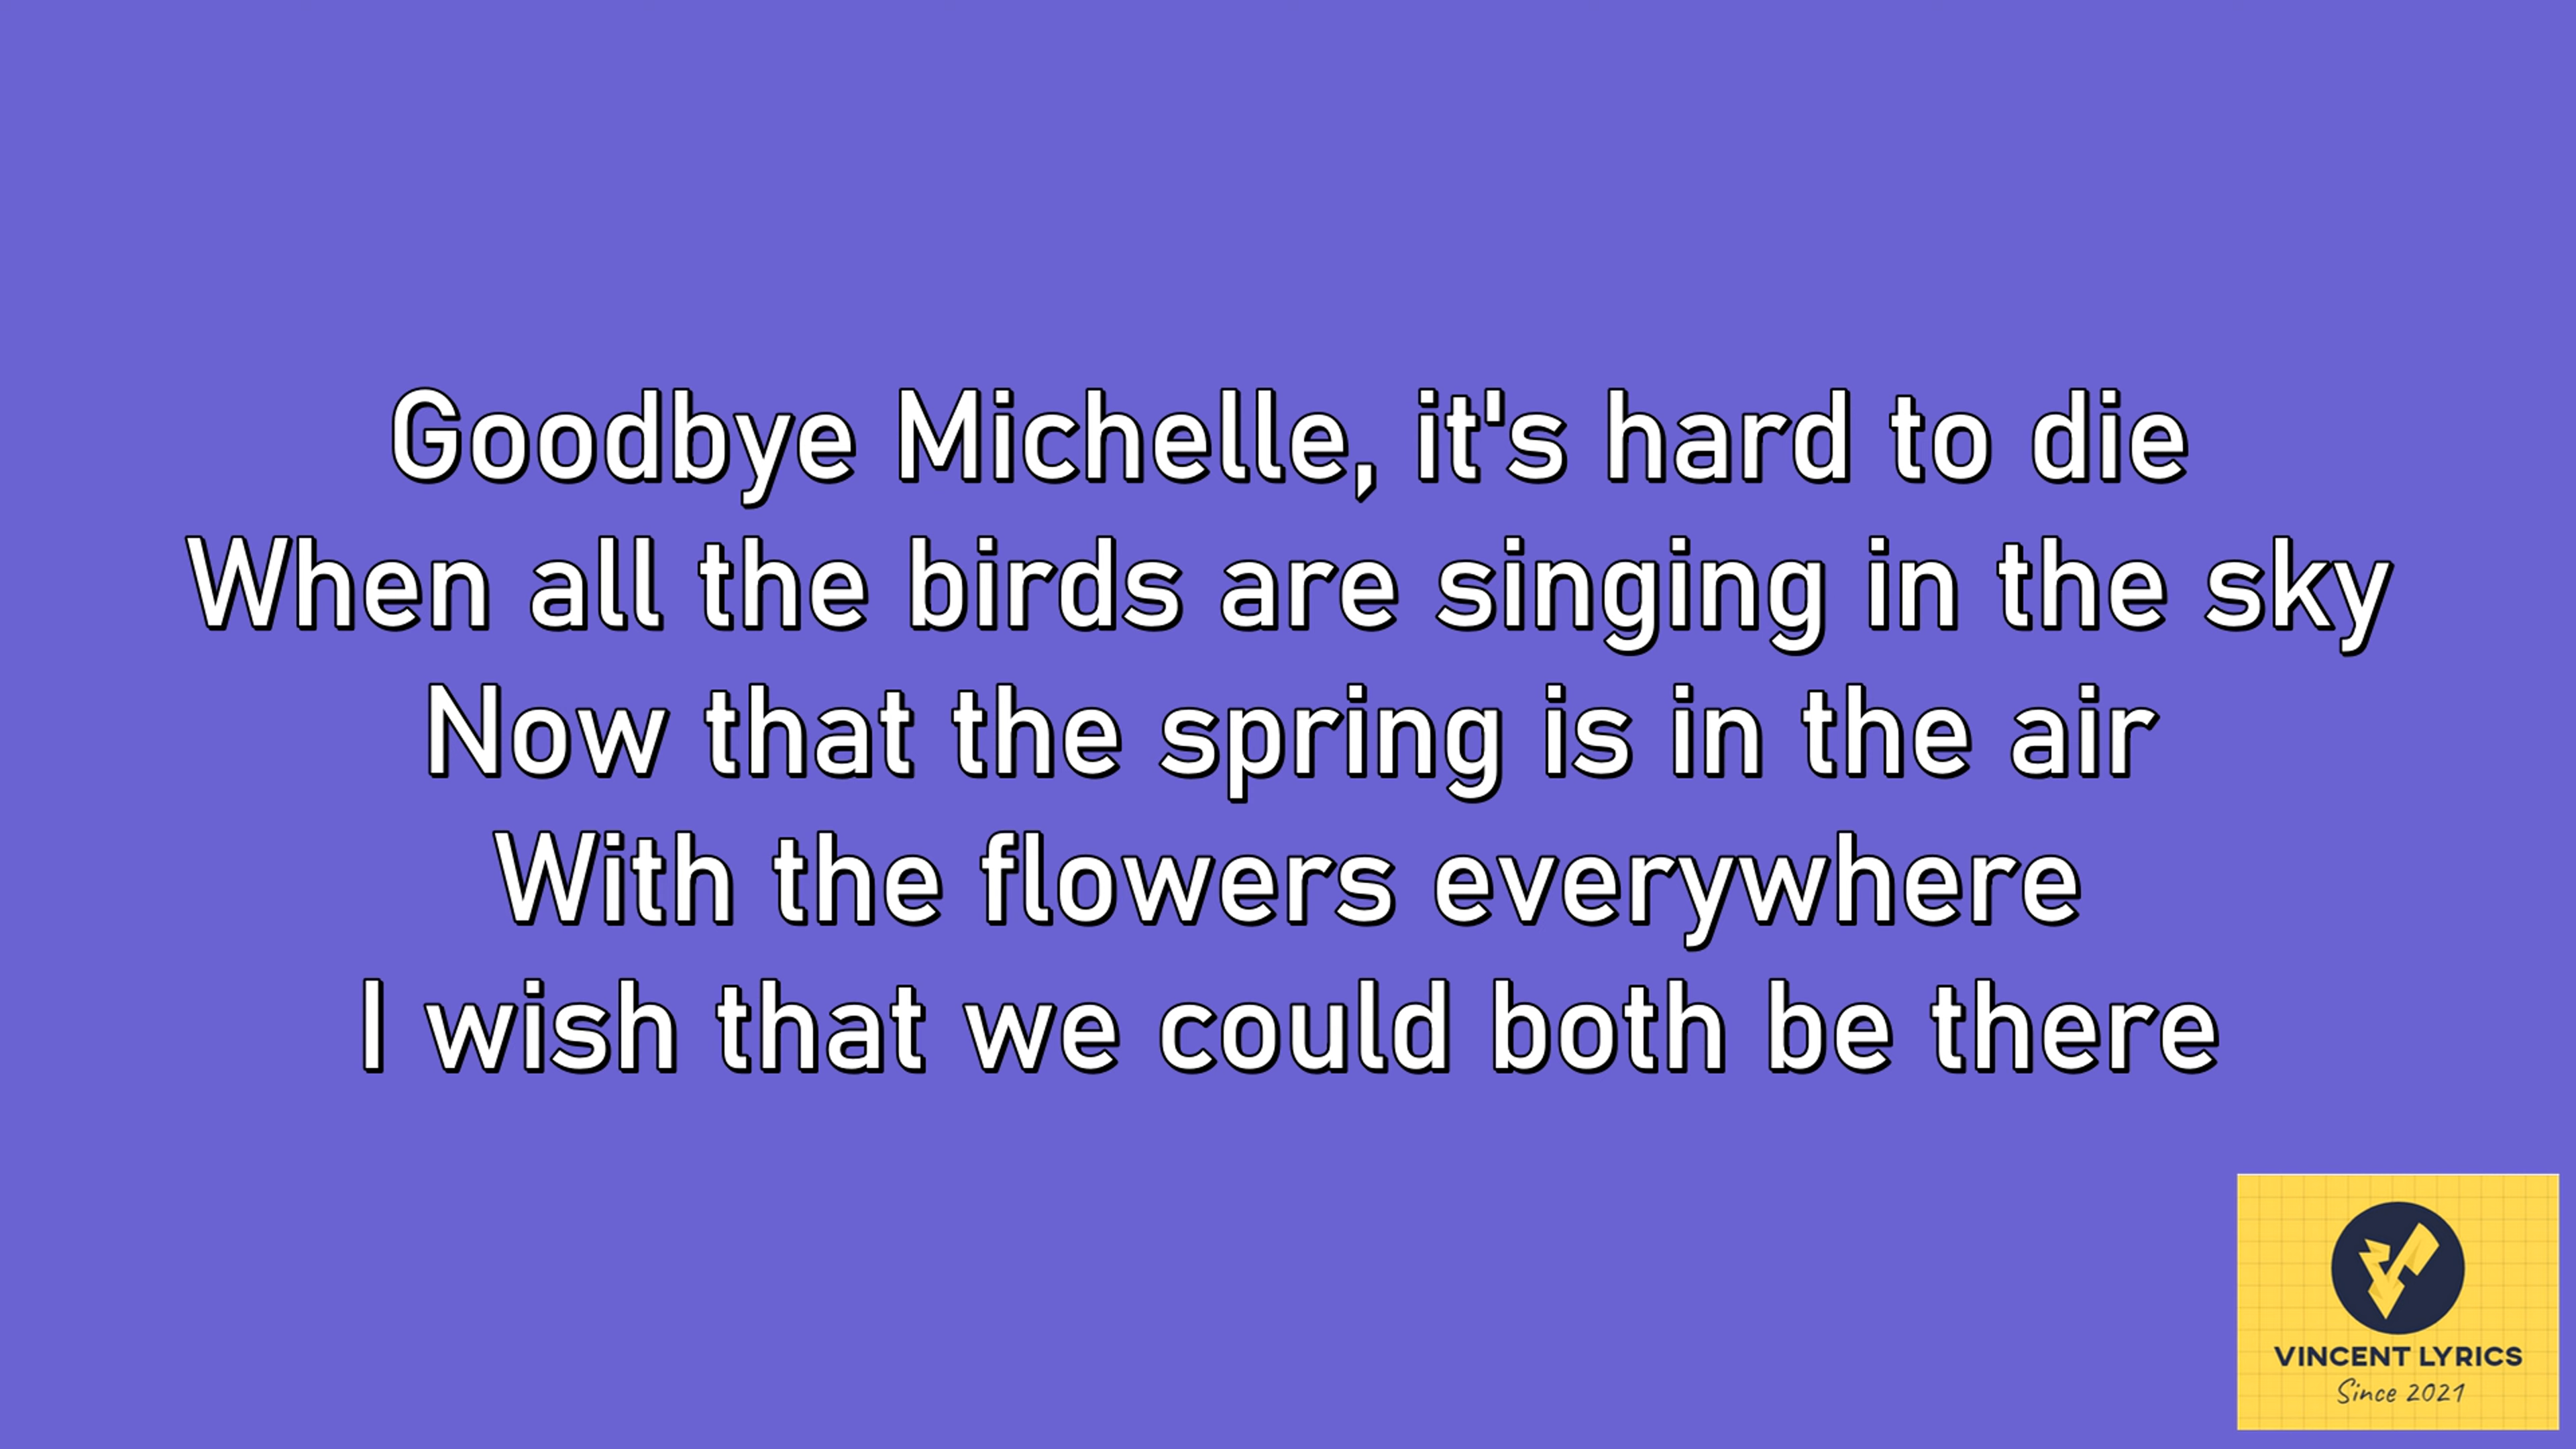 Goodbye Michelle, it's hard to die
When all the birds are singing in the sky
Now that the spring is in the air
With the flowers everywhere
I wish that we could both be there
VINCENT LYRICS
Since 2021